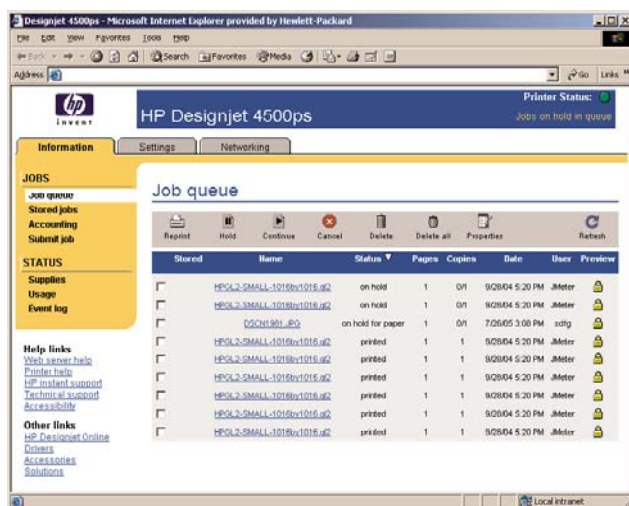 Designjet 4500ps - Microsoft Internet Explorer provided by Hewlett-Packard
File Edit View Favorites Tools Help
Back Search Favorites Media
Address Go Links »
hp invent
HP Designjet 4500ps
Printer Status:
Jobs on hold in queue
Information Settings Networking
JOBS
Job queue
Stored jobs
Accounting
Submit job
STATUS
Supplies
Usage
Event log
Help links
Web server help
Printer help
HP instant support
Technical support
Accessibility
Other links
HP Designjet Online
Drivers
Accessories
Solutions
Job queue
Reprint Hold Continue Cancel Delete Delete all Properties Refresh
Stored Name Status Pages Copies Date User Preview
HPGL2-SMALL-1016by1016.gl2 on hold 1 0/1 9/28/04 5:20 PM JMeter
HPGL2-SMALL-1016by1016.gl2 on hold 1 0/1 9/28/04 5:20 PM JMeter
DSCN1981.JPG on hold for paper 1 0/1 7/26/05 3:08 PM sdfg
HPGL2-SMALL-1016by1016.gl2 printed 1 1 9/28/04 5:20 PM JMeter
HPGL2-SMALL-1016by1016.gl2 printed 1 1 9/28/04 5:20 PM JMeter
HPGL2-SMALL-1016by1016.gl2 printed 1 1 9/28/04 5:20 PM JMeter
HPGL2-SMALL-1016by1016.gl2 printed 1 1 9/28/04 5:20 PM JMeter
HPGL2-SMALL-1016by1016.gl2 printed 1 1 9/28/04 5:20 PM JMeter
Local intranet